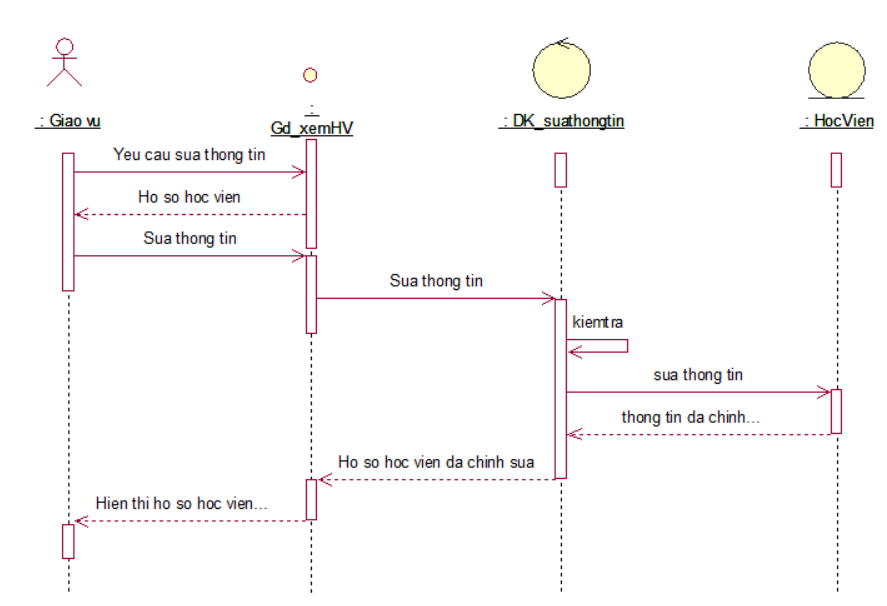 : Giao vu
:
Gd_xemHV
: DK_suathongtin
: HocVien
Yeu cau sua thong tin
Ho so hoc vien
Sua thong tin
Sua thong tin
kiemtra
sua thong tin
thong tin da chinh...
Ho so hoc vien da chinh sua
Hien thi ho so hoc vien...